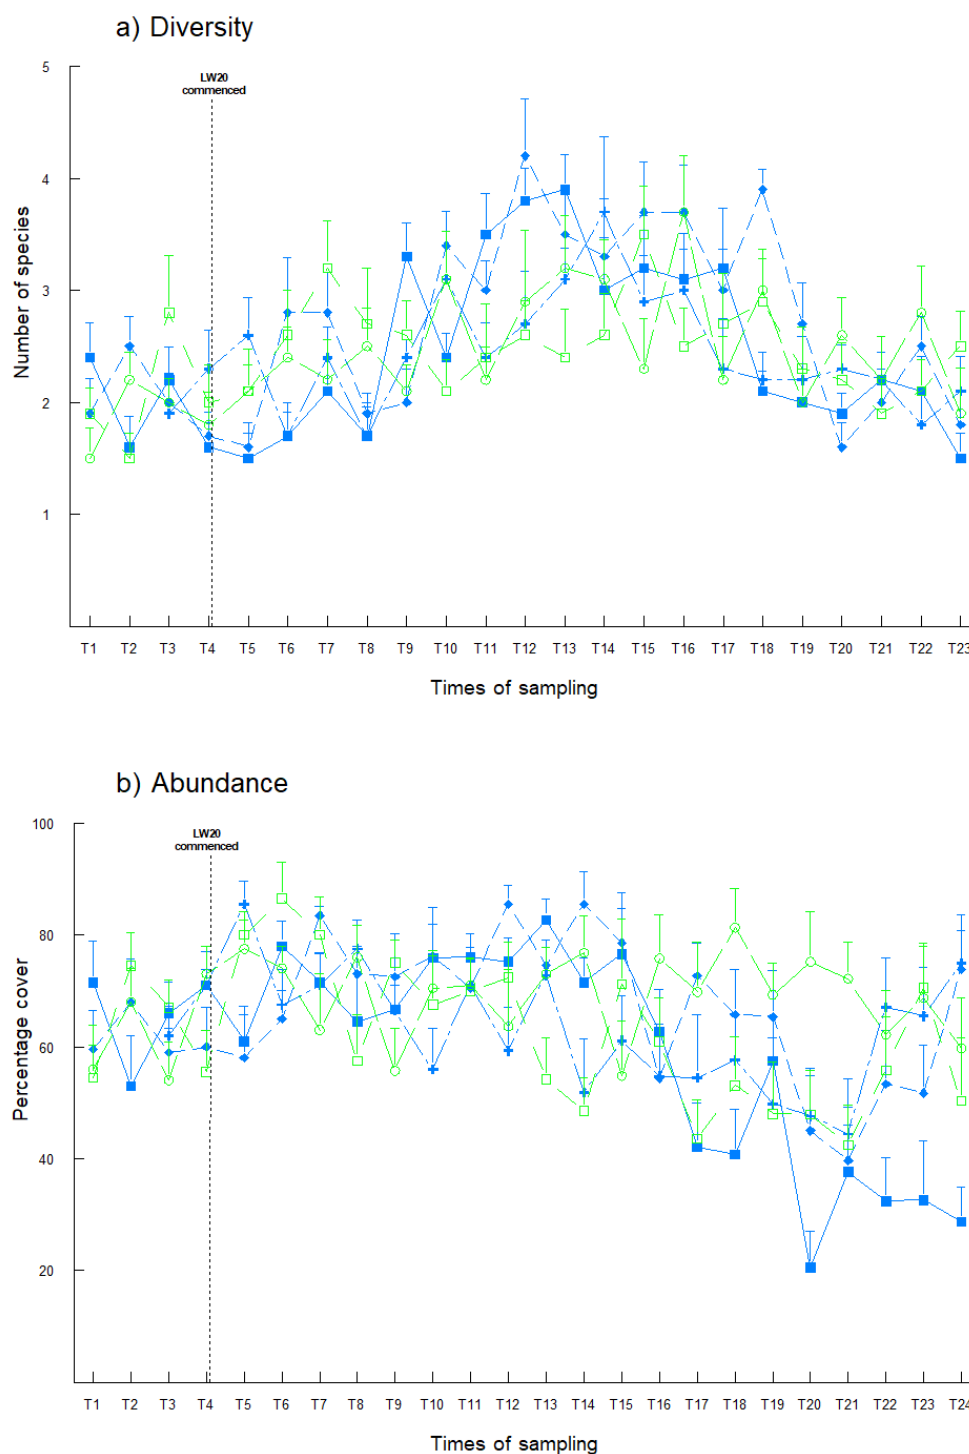 a) Diversity
5
LW20
commenced
4
Number of species
3
2
1
T1 T2 T3 T4 T5 T6 T7 T8 T9 T10 T11 T12 T13 T14 T15 T16 T17 T18 T19 T20 T21 T22 T23
Times of sampling
b) Abundance
100
LW20
commenced
80
Percentage cover
60
40
20
T1 T2 T3 T4 T5 T6 T7 T8 T9 T10 T11 T12 T13 T14 T15 T16 T17 T18 T19 T20 T21 T22 T23 T24
Times of sampling